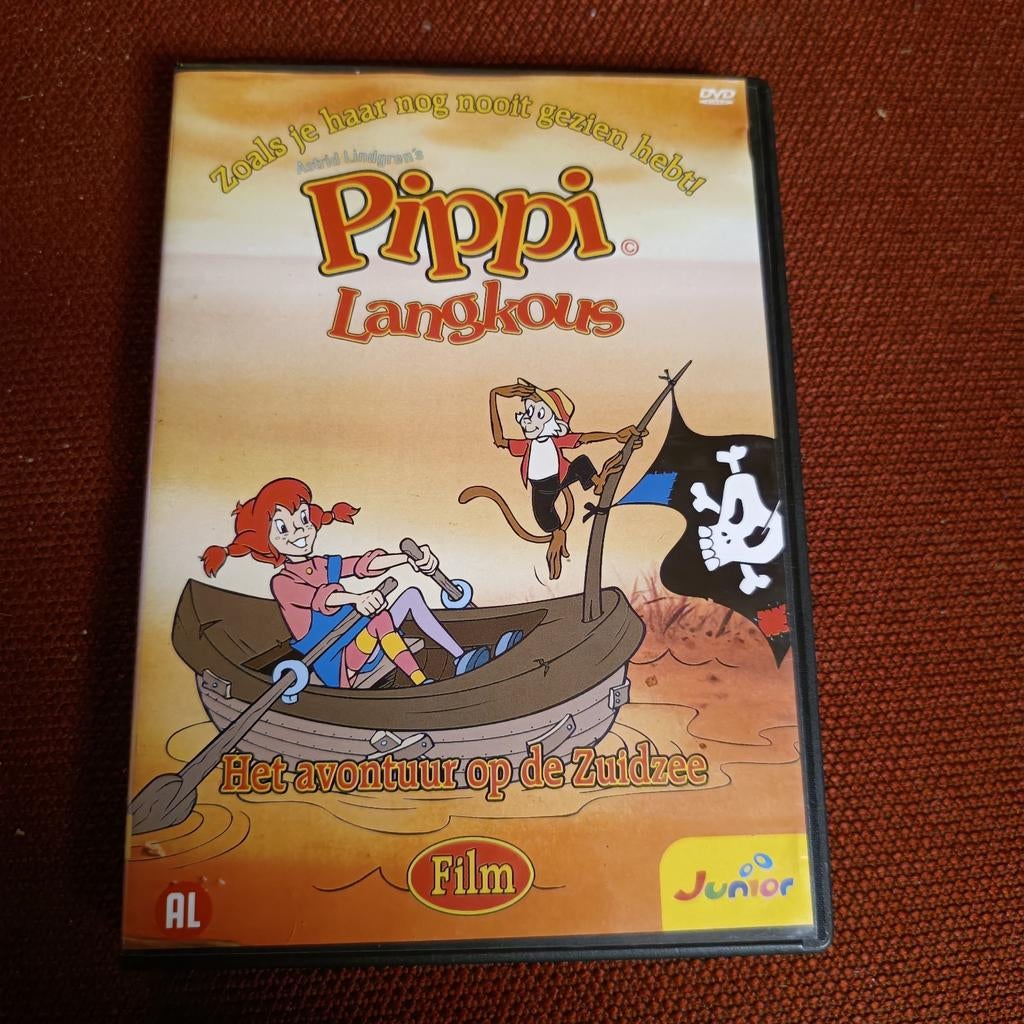 DVD
VIDEO
Zoals je haar nog nooit gezien hebt!
Astrid Lindgren's
Pippi ©
Langkous
Het avontuur op de Zuidzee
Film
AL
Junior